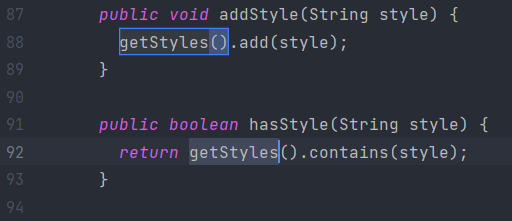 87 public void addStyle(String style) {
88 getStyles().add(style);
89 }
90
91 public boolean hasStyle(String style) {
92 return getStyles().contains(style);
93 }
94